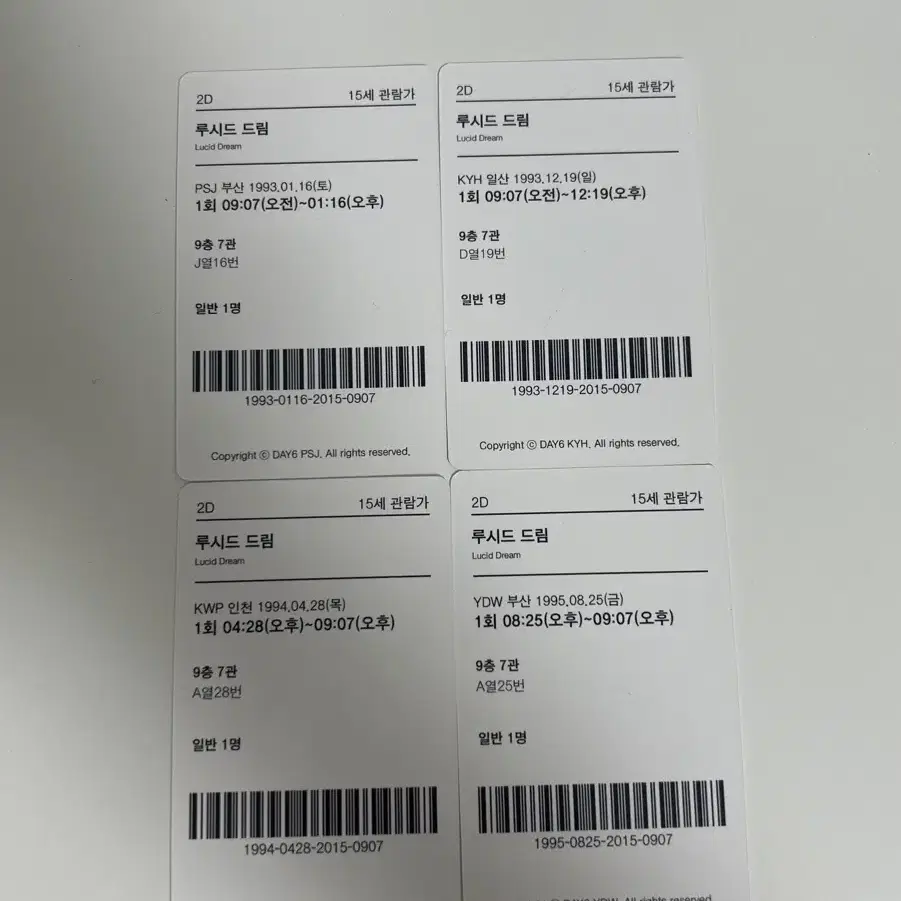 2D 15세 관람가
루시드 드림
Lucid Dream
PSJ 부산 1993.01.16(토)
1회 09:07(오전)~01:16(오후)
9층 7관
J열16번
일반 1명
1993-0116-2015-0907
Copyright ⓒ DAY6 PSJ. All rights reserved.
2D 15세 관람가
루시드 드림
Lucid Dream
KYH 일산 1993.12.19(일)
1회 09:07(오전)~12:19(오후)
9층 7관
D열19번
일반 1명
1993-1219-2015-0907
Copyright ⓒ DAY6 KYH. All rights reserved.
2D 15세 관람가
루시드 드림
Lucid Dream
KWP 인천 1994.04.28(목)
1회 04:28(오후)~09:07(오후)
9층 7관
A열28번
일반 1명
1994-0428-2015-0907
2D 15세 관람가
루시드 드림
Lucid Dream
YDW 부산 1995.08.25(금)
1회 08:25(오후)~09:07(오후)
9층 7관
A열25번
일반 1명
1995-0825-2015-0907
ⓒ DAY6 YDW. All rights reserved.